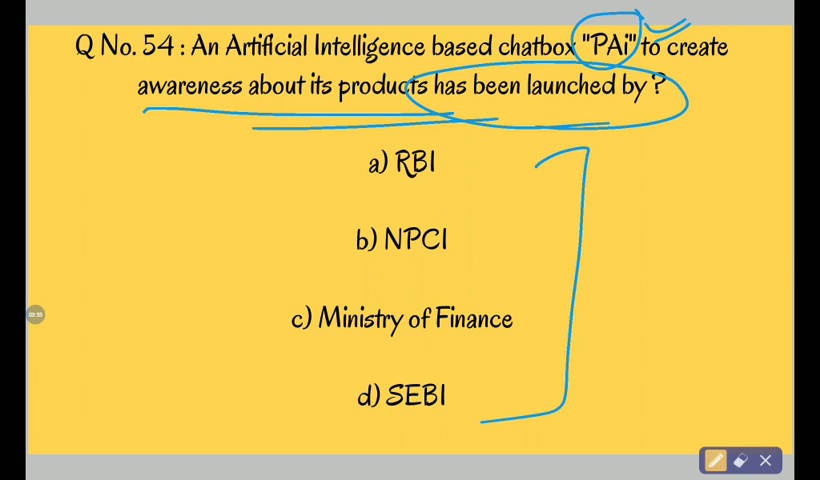 Q No. 54 : An Artificial Intelligence based chatbox "PAi" to create
awareness about its products has been launched by ?
a) RBI
b) NPCI
c) Ministry of Finance
d) SEBI